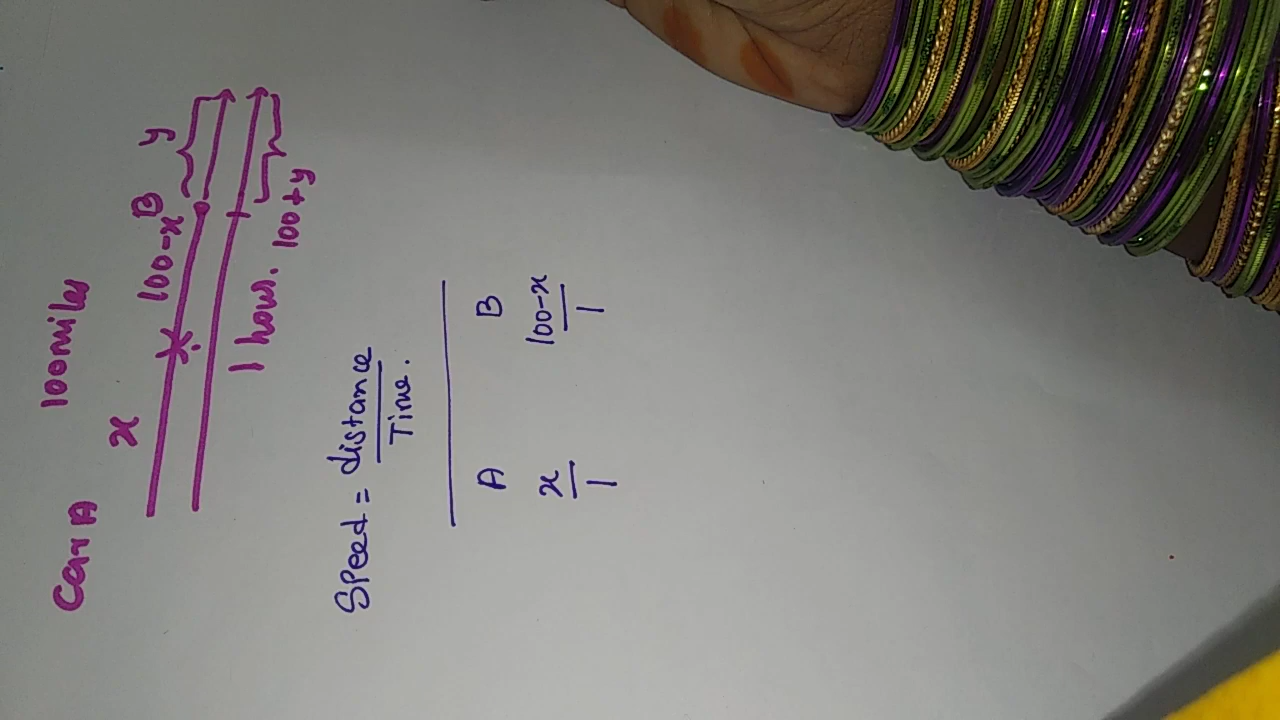 Car A 100miles
x 100-x B y
1 hour. 100+y
Speed = distance
Time.
A B
x 100-x
1 1